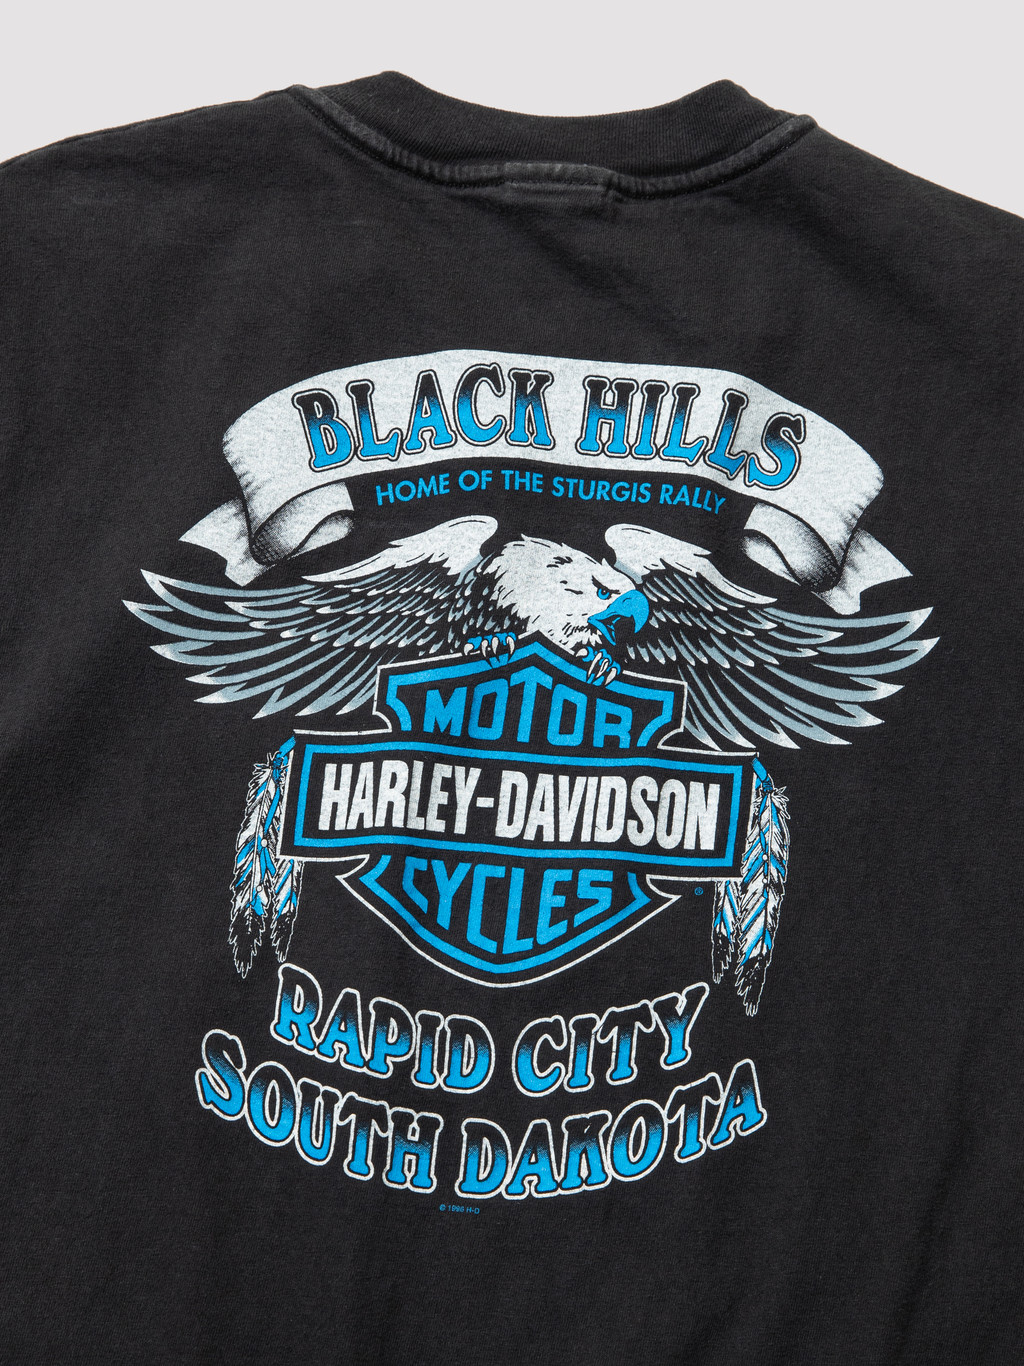 BLACK HILLS
HOME OF THE STURGIS RALLY
MOTOR
HARLEY-DAVIDSON
CYCLES
®
RAPID CITY
SOUTH DAKOTA
© 1998 H-D